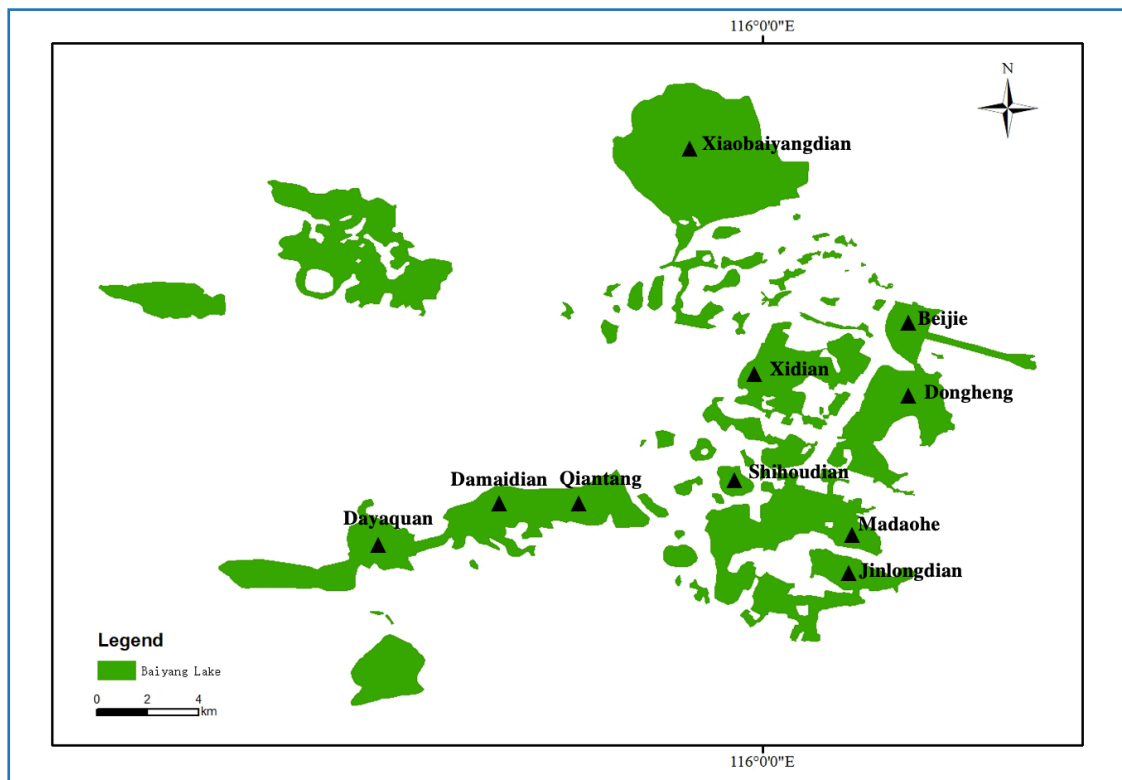 116°0'0"E
N
Xiaobaiyangdian
Beijie
Xidian
Dongheng
Shihoudian
Damaidian
Qiantang
Dayaquan
Madaohe
Jinlongdian
Legend
Baiyang Lake
0 2 4
km
116°0'0"E